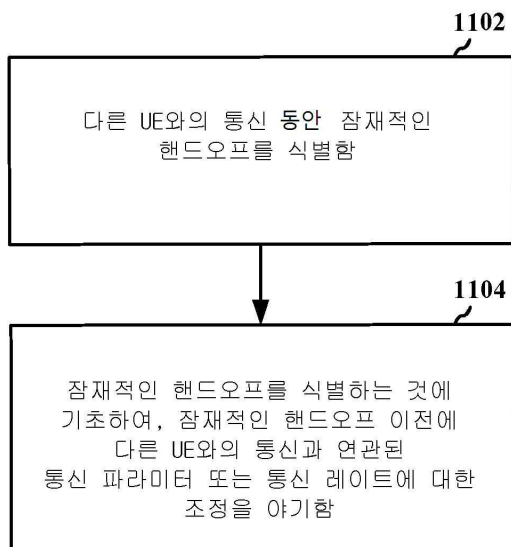 1102
다른 UE와의 통신 동안 잠재적인
핸드오프를 식별함
1104
잠재적인 핸드오프를 식별하는 것에
기초하여, 잠재적인 핸드오프 이전에
다른 UE와의 통신과 연관된
통신 파라미터 또는 통신 레이트에 대한
조정을 야기함